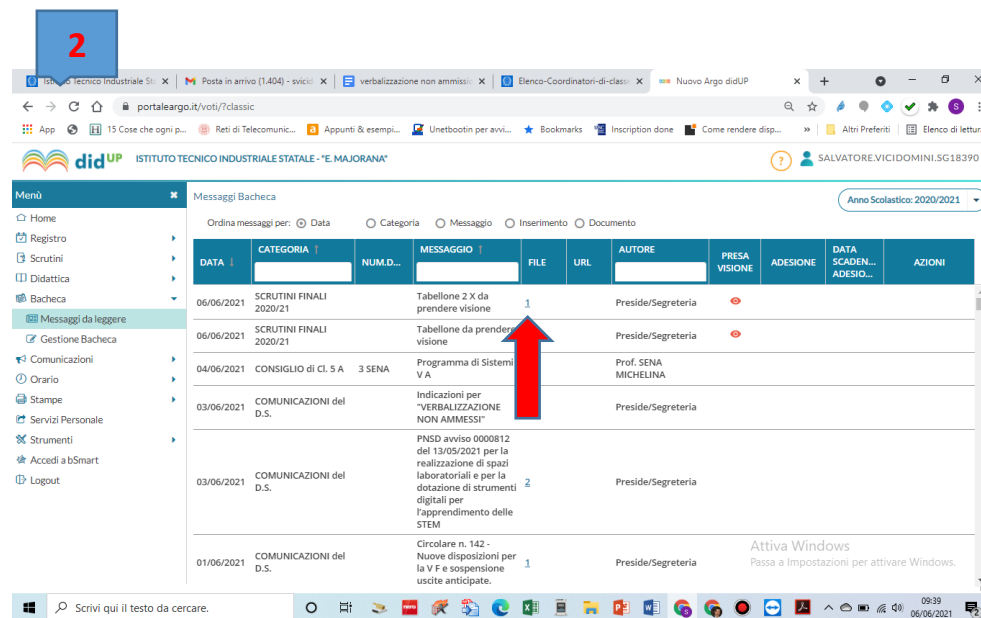 2
Posta in arrivo (1.404) - svicid
verbalizzazione non ammissio
Elenco-Coordinatori-di-classe
Nuovo Argo didUP
portaleargo.it/voti/?classic
App
15 Cose che ogni p...
Reti di Telecomunic...
Appunti & esempi...
Unetbootin per avvi...
Bookmarks
Inscription done
Come rendere disp...
»
Altri Preferiti
Elenco di lettura
S
didUP
ISTITUTO TECNICO INDUSTRIALE STATALE - "E. MAJORANA"
?
SALVATORE.VICIDOMINI.SG18390
Menù
Home
Registro
Scrutini
Didattica
Bacheca
Messaggi da leggere
Gestione Bacheca
Comunicazioni
Orario
Stampe
Servizi Personale
Strumenti
Accedi a bSmart
Logout
Messaggi Bacheca
Anno Scolastico: 2020/2021
Ordina messaggi per: Data Categoria Messaggio Inserimento Documento
DATA ↓
CATEGORIA ↑
NUM.D...
MESSAGGIO ↑
FILE
URL
AUTORE
PRESA VISIONE
ADESIONE
DATA SCADEN... ADESIO...
AZIONI
06/06/2021 SCRUTINI FINALI 2020/21 Tabellone 2 X da prendere visione 1 Preside/Segreteria
06/06/2021 SCRUTINI FINALI 2020/21 Tabellone da prendere visione Preside/Segreteria
04/06/2021 CONSIGLIO di Cl. 5 A 3 SENA Programma di Sistemi V A Prof. SENA MICHELINA
03/06/2021 COMUNICAZIONI del D.S. Indicazioni per "VERBALIZZAZIONE NON AMMESSI" Preside/Segreteria
03/06/2021 COMUNICAZIONI del D.S. PNSD avviso 0000812 del 13/05/2021 per la realizzazione di spazi laboratoriali e per la dotazione di strumenti digitali per l'apprendimento delle STEM 2 Preside/Segreteria
01/06/2021 COMUNICAZIONI del D.S. Circolare n. 142 - Nuove disposizioni per la V F e sospensione uscite anticipate. 1 Preside/Segreteria
Attiva Windows
Passa a Impostazioni per attivare Windows.
Scrivi qui il testo da cercare.
09:39
06/06/2021
2